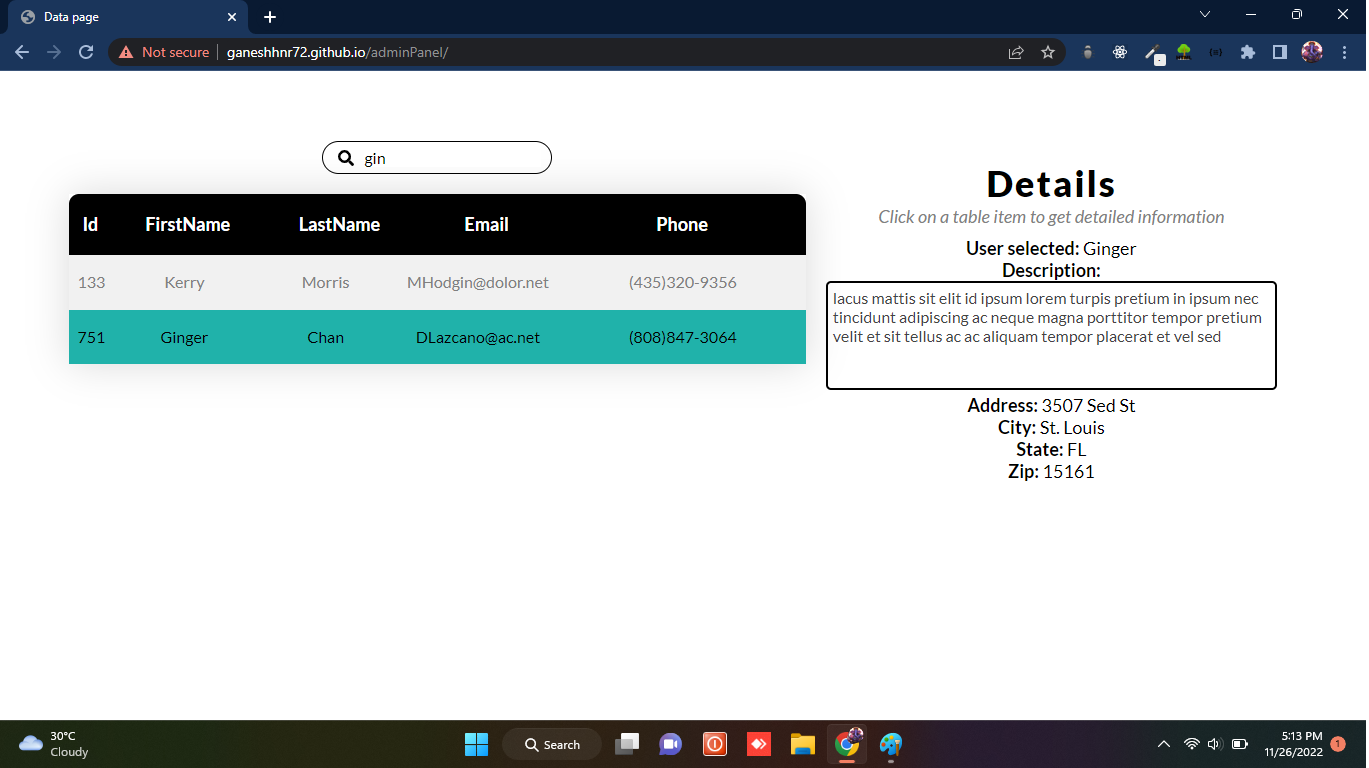 Data page
Not secure ganeshhnr72.github.io/adminPanel/
gin
Id FirstName LastName Email Phone
133 Kerry Morris MHodgin@dolor.net (435)320-9356
751 Ginger Chan DLazcano@ac.net (808)847-3064
Details
Click on a table item to get detailed information
User selected: Ginger
Description:
lacus mattis sit elit id ipsum lorem turpis pretium in ipsum nec
tincidunt adipiscing ac neque magna porttitor tempor pretium
velit et sit tellus ac ac aliquam tempor placerat et vel sed
Address: 3507 Sed St
City: St. Louis
State: FL
Zip: 15161
30°C
Cloudy
Search
5:13 PM
11/26/2022
1